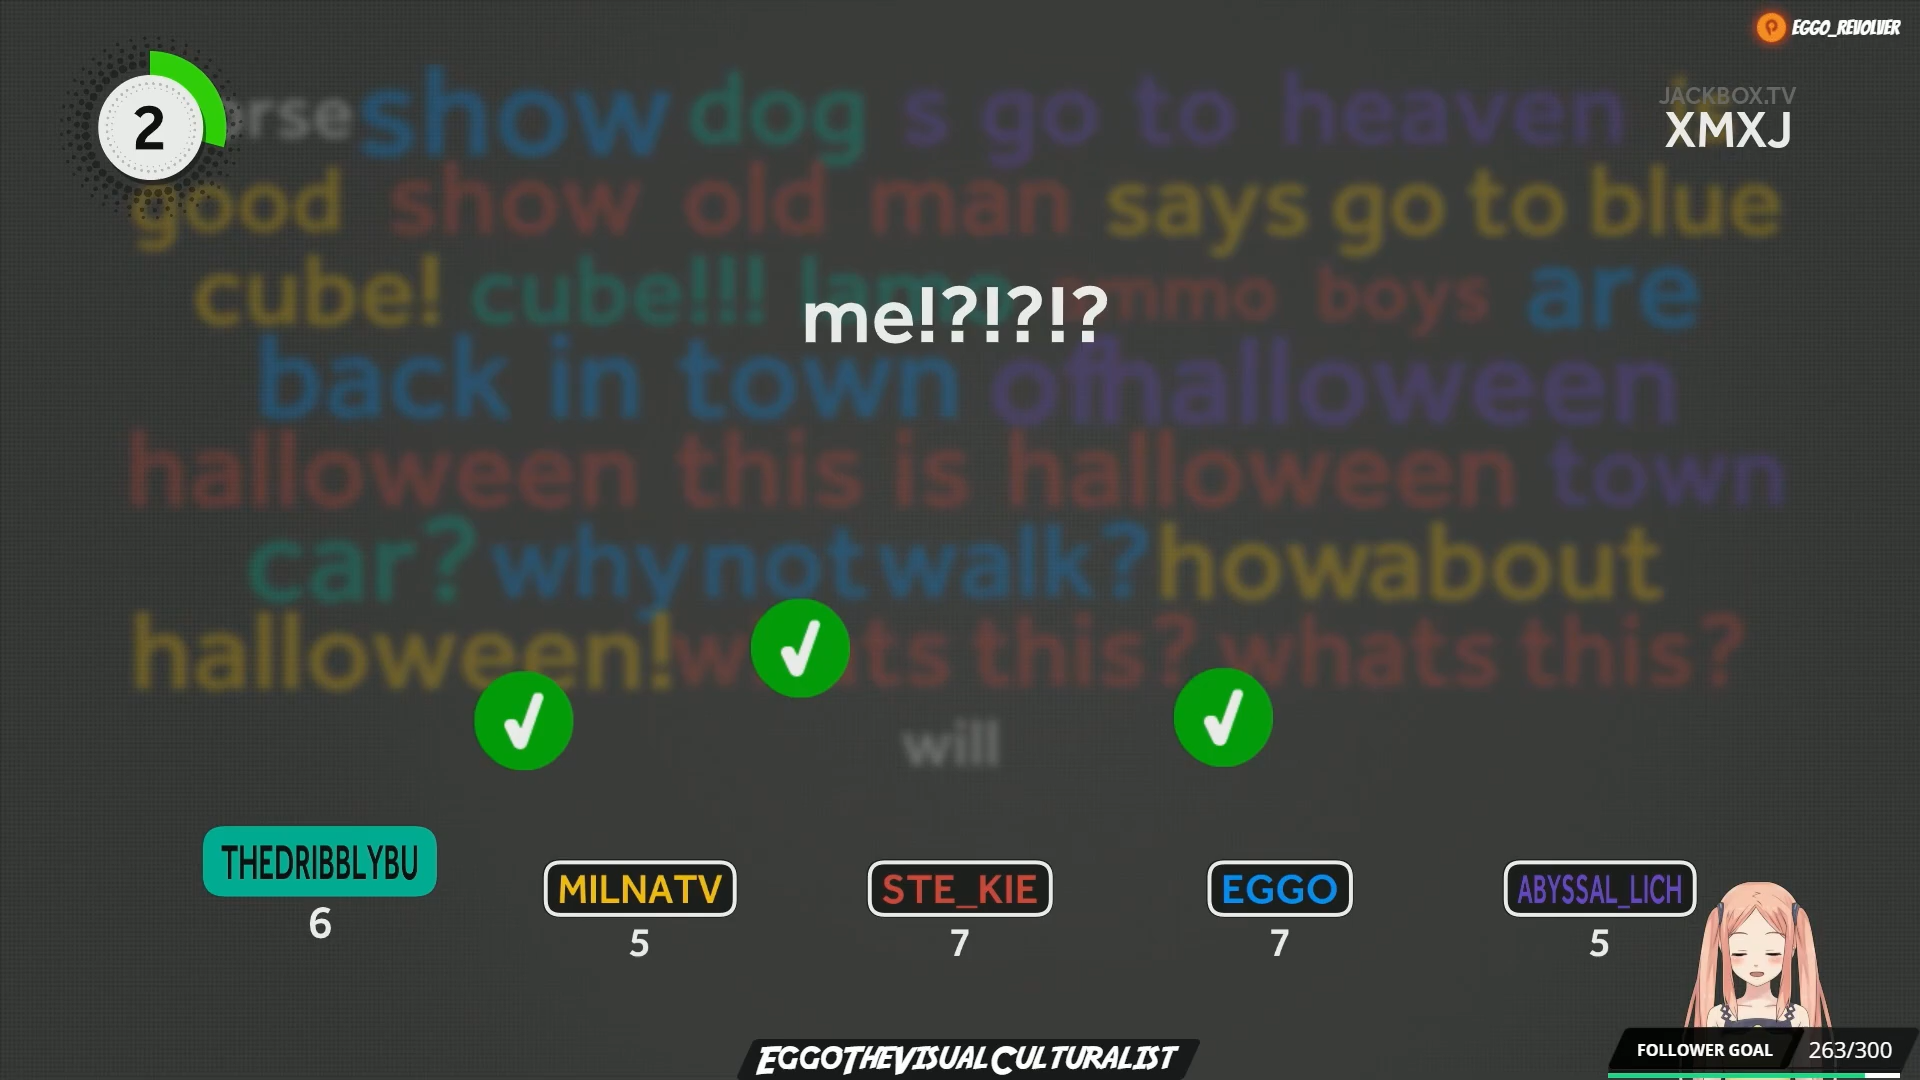 EGGO_REVOLVER
2
JACKBOX.TV
XMXJ
show dog s go to heaven
good show old man says go to blue
cube! cube!!! boys are
me!?!?!?
back in town of halloween
halloween this is halloween town
car? why not walk? howabout
halloween! whats this? whats this?
will
THEDRIBBLYBU
6
MILNATV
5
STE_KIE
7
EGGO
7
ABYSSAL_LICH
5
EGGOTHEVISUALCULTURALIST
FOLLOWER GOAL 263/300